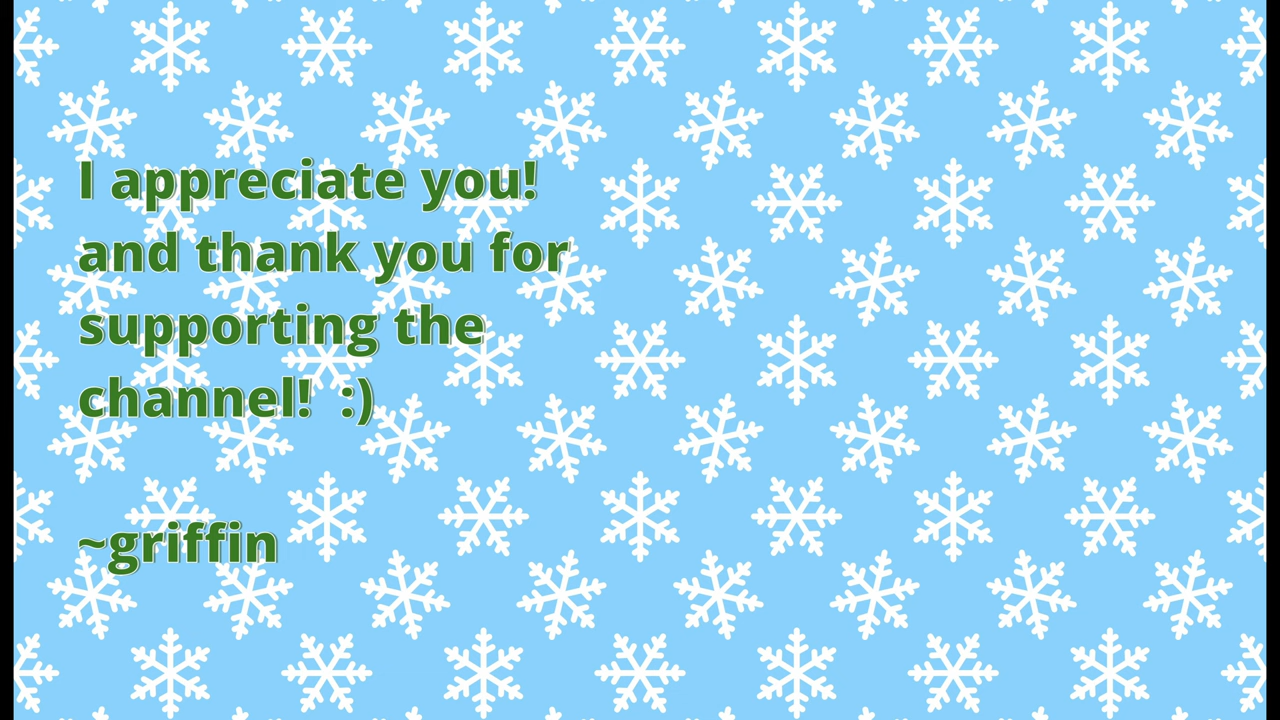 I appreciate you!
and thank you for
supporting the
channel!  :)
~griffin